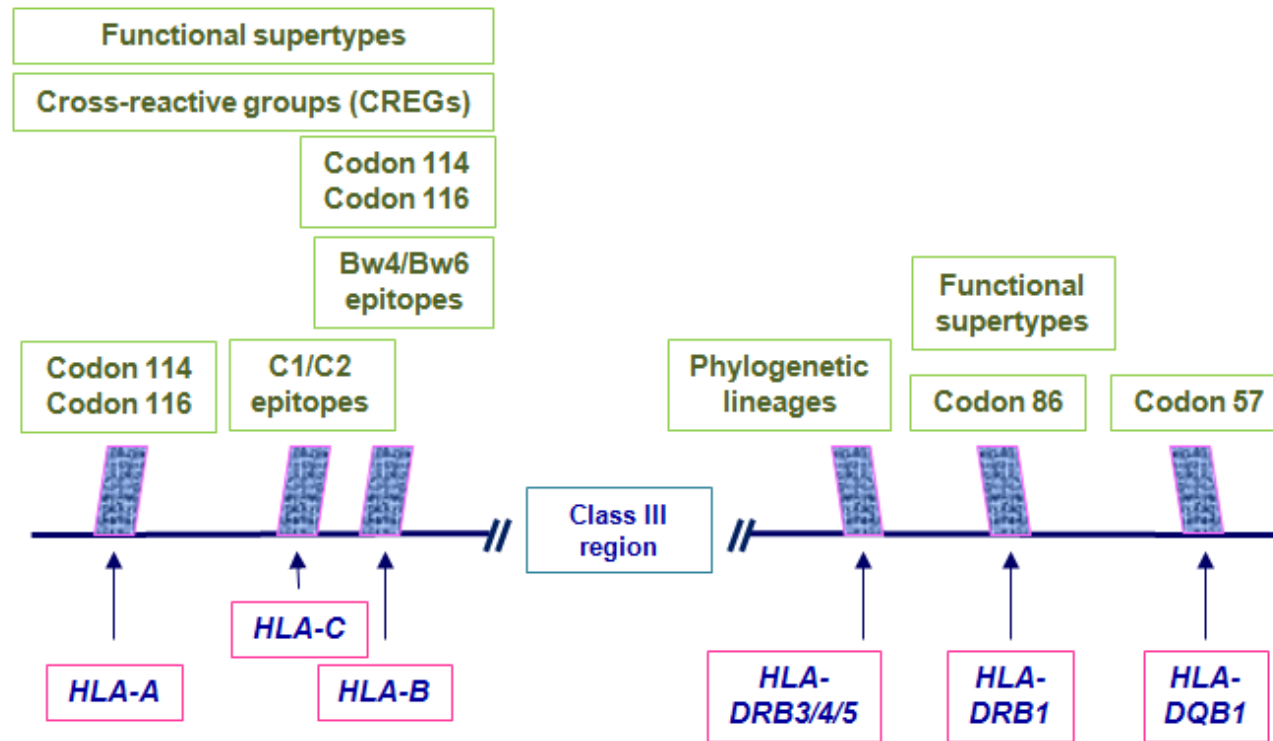 Functional supertypes
Cross-reactive groups (CREGs)
Codon 114
Codon 116
Bw4/Bw6
epitopes
Codon 114
Codon 116
C1/C2
epitopes
Phylogenetic
lineages
Functional
supertypes
Codon 86
Codon 57
//
Class III
region
//
HLA-A
HLA-C
HLA-B
HLA-
DRB3/4/5
HLA-
DRB1
HLA-
DQB1